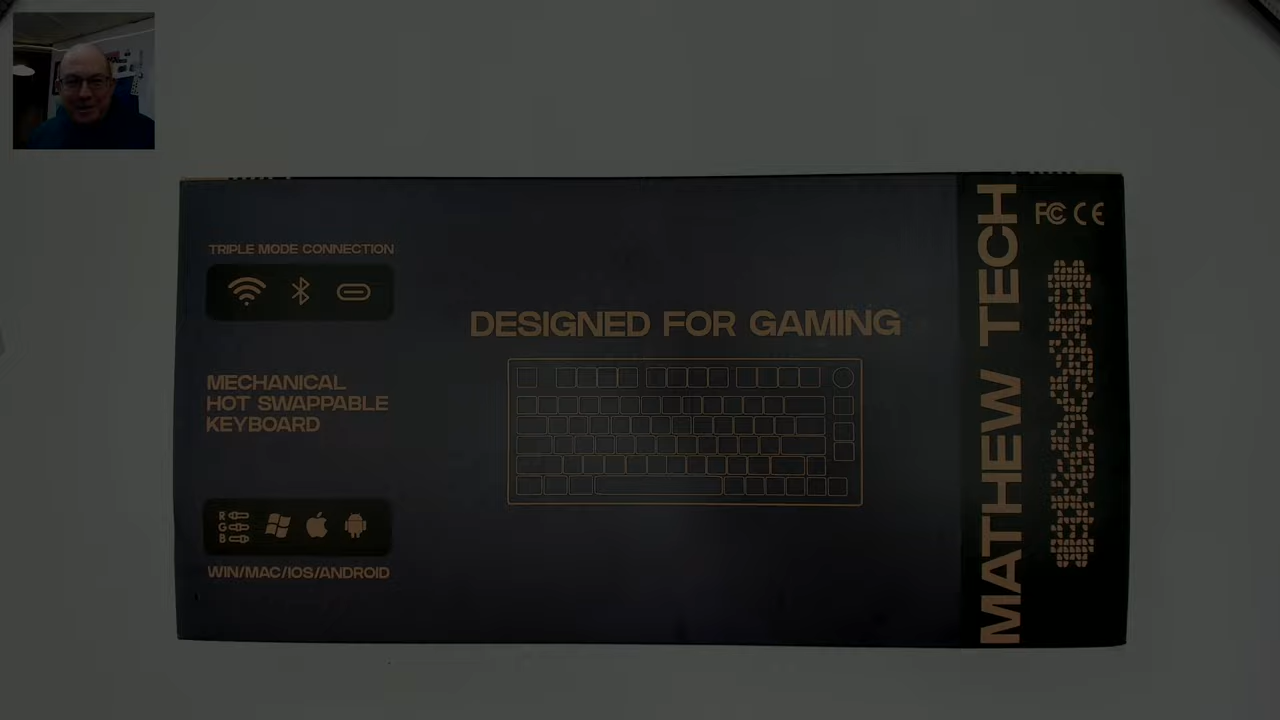 TRIPLE MODE CONNECTION
DESIGNED FOR GAMING
MECHANICAL
HOT SWAPPABLE
KEYBOARD
R
G
B
WIN/MAC/IOS/ANDROID
MATHEW TECH
FC CE